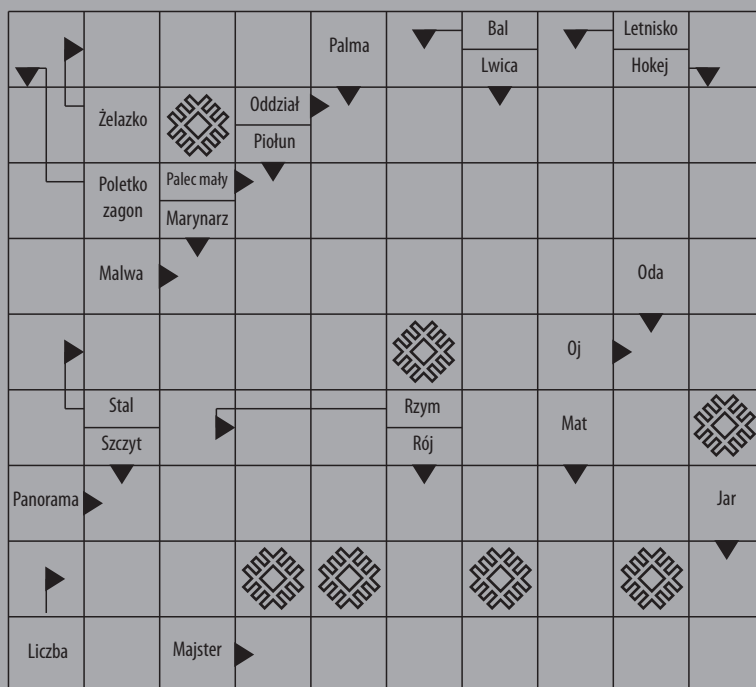 Palma
Bal
Lwica
Letnisko
Hokej
Żelazko
Oddział
Piołun
Poletko
zagon
Palec mały
Marynarz
Malwa
Oda
Oj
Stal
Szczyt
Rzym
Rój
Mat
Panorama
Jar
Liczba
Majster